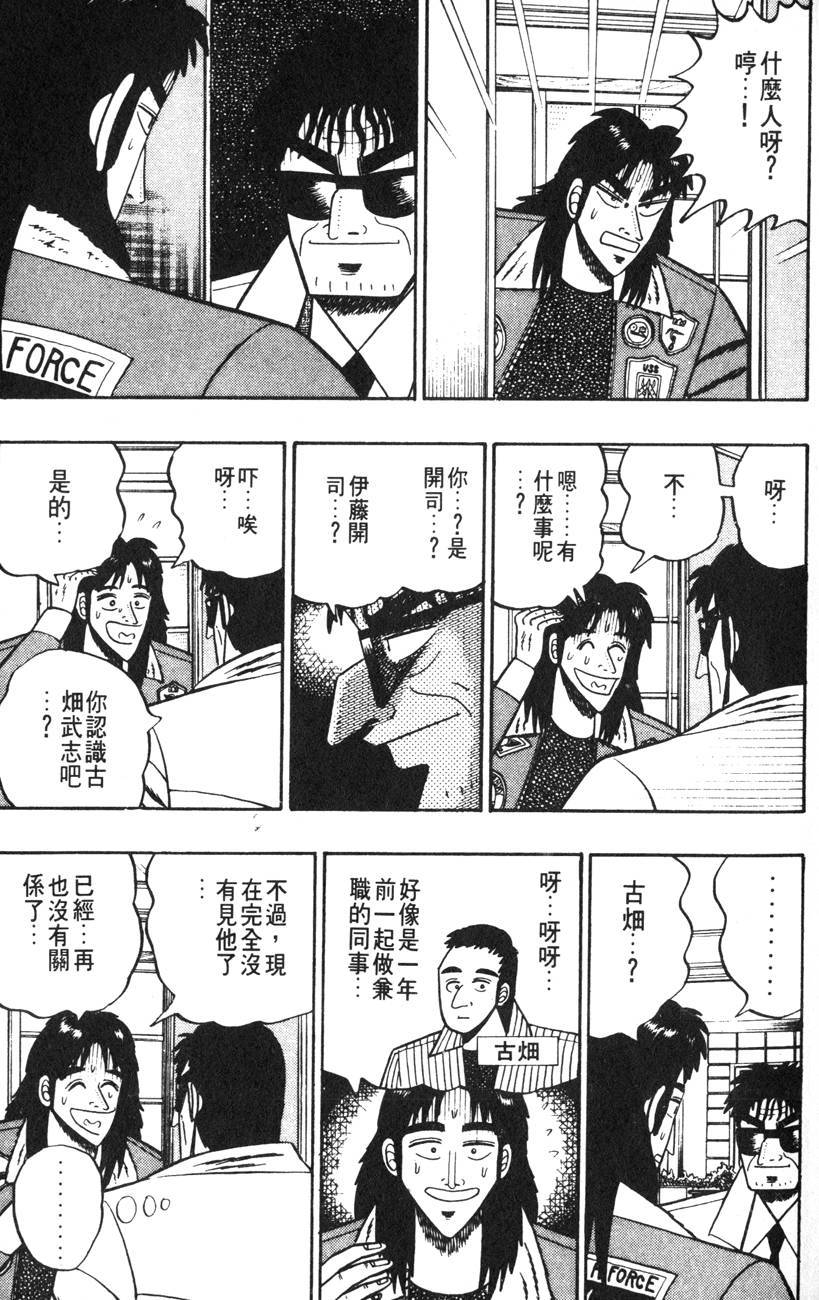 什麼人呀？
哼…！
FORCE
2R
USS
呀…
不…
嗯……有
什麼事呢
…？
你…？是
開司…？
伊藤開
司…？
吓…唉
呀…
是的…
你認識古
畑武志吧
…？
………
古畑…？
FORCE
呀…呀呀…
好像是一年
前一起做兼
職的同事…
古畑
不過，現
在完全沒
有見他了
…
已經…再
也沒有關
係了…
……